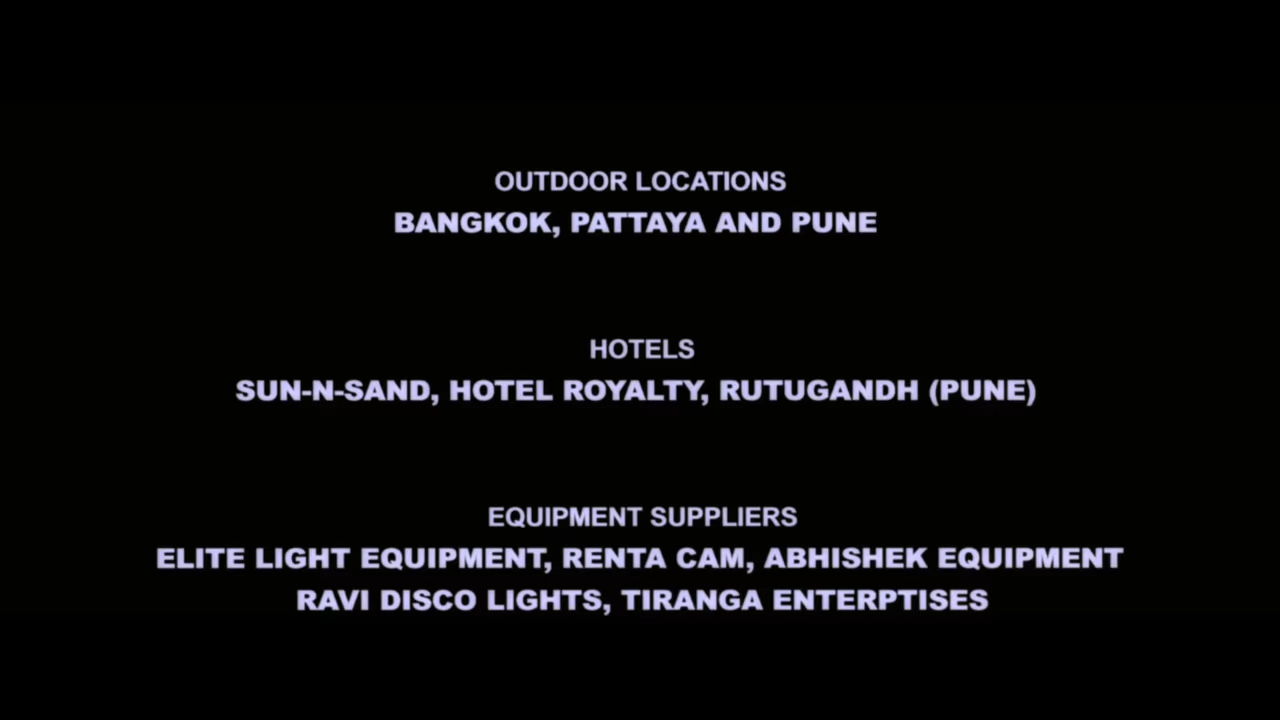 OUTDOOR LOCATIONS
BANGKOK, PATTAYA AND PUNE
HOTELS
SUN-N-SAND, HOTEL ROYALTY, RUTUGANDH (PUNE)
EQUIPMENT SUPPLIERS
ELITE LIGHT EQUIPMENT, RENTA CAM, ABHISHEK EQUIPMENT
RAVI DISCO LIGHTS, TIRANGA ENTERPTISES